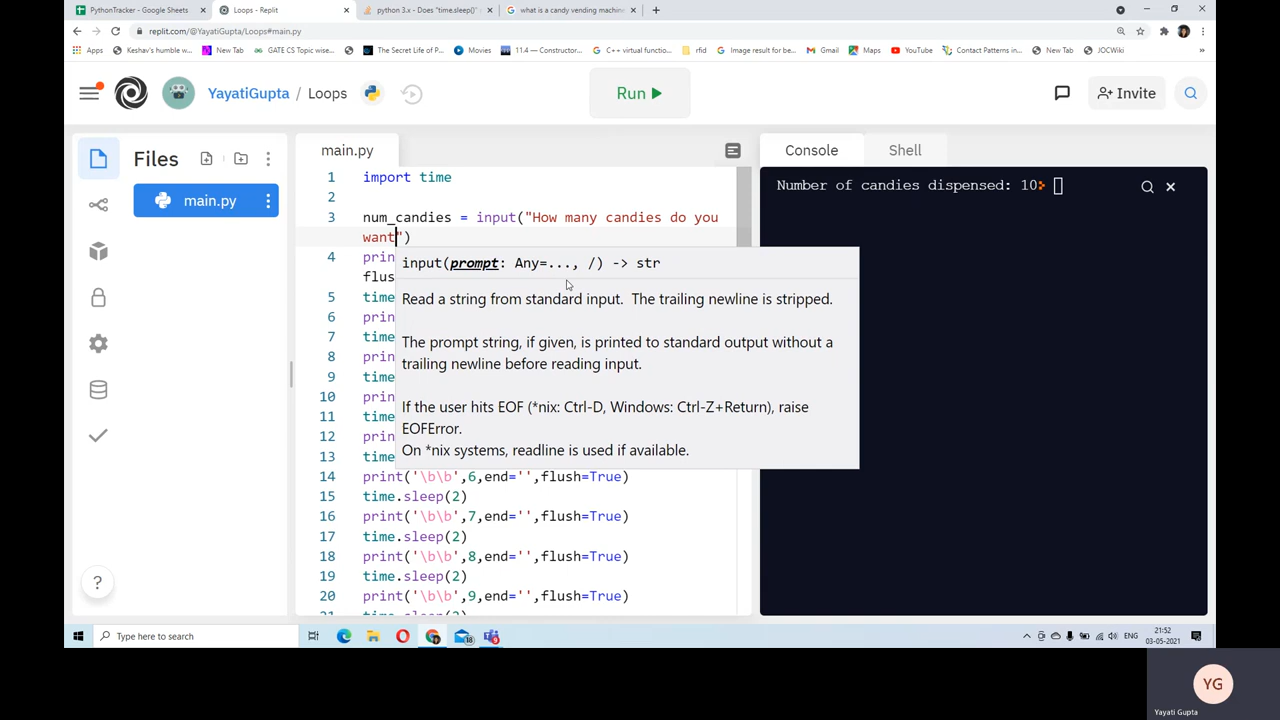 PythonTracker - Google Sheets
Loops - Replit
python 3.x - Does "time.sleep()"
what is a candy vending machine
replit.com/@YayatiGupta/Loops#main.py
Apps
GATE CS Topic wise...
Keshav's humble w...
New Tab
The Secret Life of P...
Movies
11.4 — Constructor...
C++ virtual functio...
rfid
Image result for be...
Gmail
Maps
YouTube
Contact Patterns in...
New Tab
JOCWiki
YayatiGupta / Loops
Run
Invite
Files
main.py
main.py
Console
Shell
1 import time
2
3 num_candies = input("How many candies do you
want")
4 prin
flus
5 time
6 prin
7 time
8 prin
9 time
10 prin
11 time
12 prin
13 time
14 print('\b\b',6,end='',flush=True)
15 time.sleep(2)
16 print('\b\b',7,end='',flush=True)
17 time.sleep(2)
18 print('\b\b',8,end='',flush=True)
19 time.sleep(2)
20 print('\b\b',9,end='',flush=True)
21 time.sleep(2)
input(prompt: Any=..., /) -> str
Read a string from standard input. The trailing newline is stripped.
The prompt string, if given, is printed to standard output without a
trailing newline before reading input.
If the user hits EOF (*nix: Ctrl-D, Windows: Ctrl-Z+Return), raise
EOFError.
On *nix systems, readline is used if available.
Number of candies dispensed: 10
?
Type here to search
18
ENG
21:52
03-05-2021
YG
Yayati Gupta